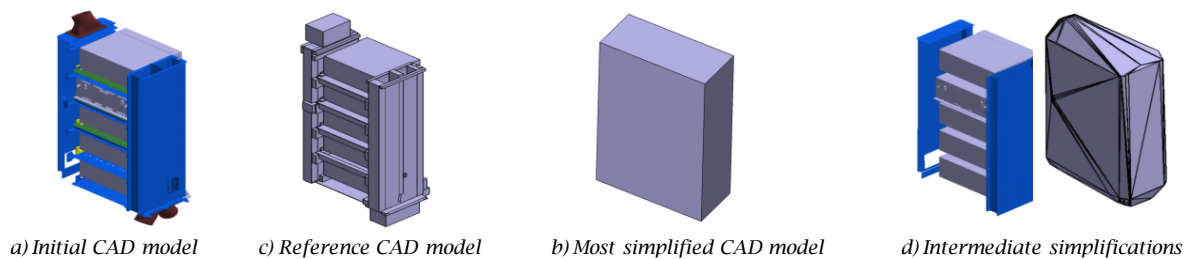 a) Initial CAD model
c) Reference CAD model
b) Most simplified CAD model
d) Intermediate simplifications